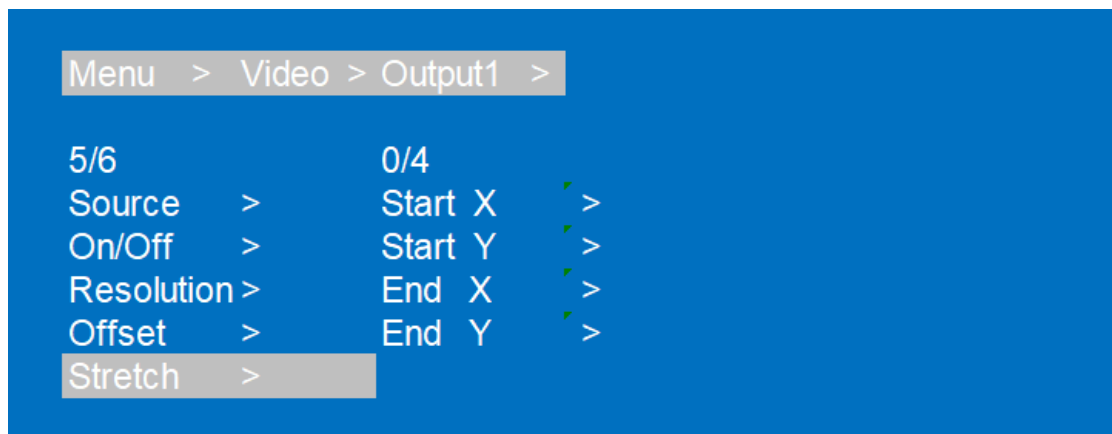 Menu > Video > Output1 >
5/6 0/4
Source > Start X >
On/Off > Start Y >
Resolution > End X >
Offset > End Y >
Stretch >